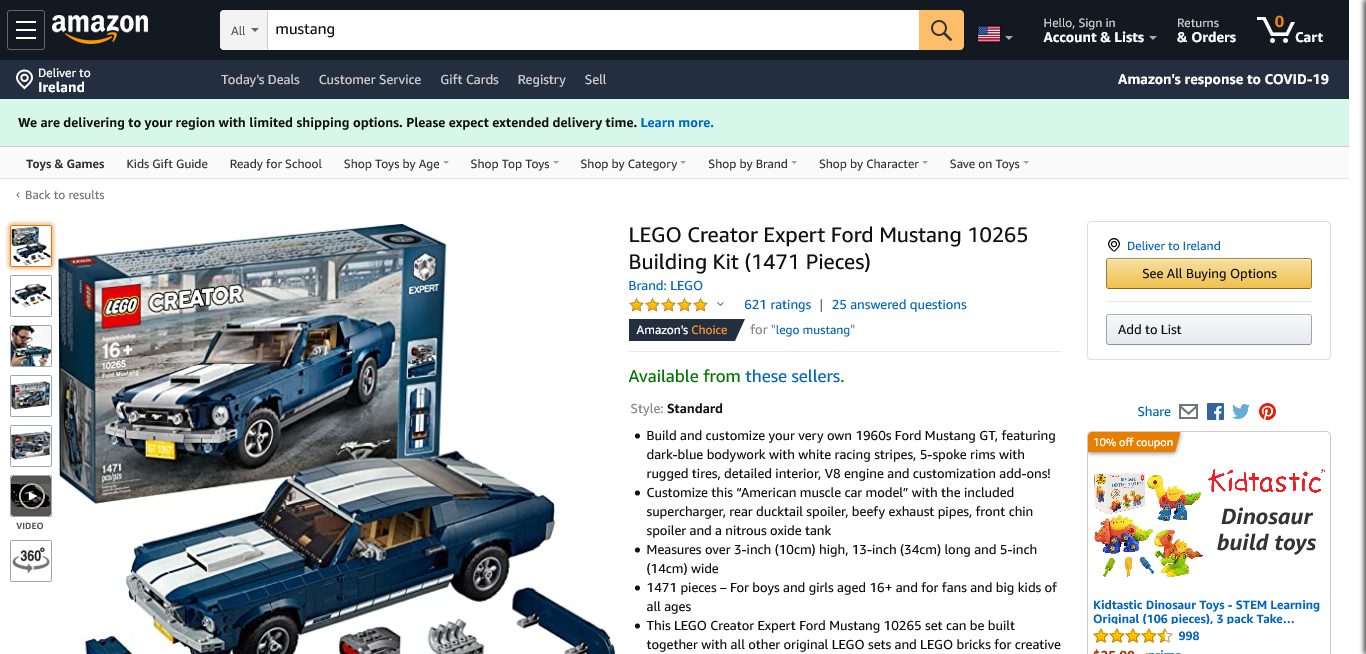 amazon
All
mustang
Hello, Sign in
Account & Lists
Returns
& Orders
0
Cart
Deliver to
Ireland
Today's Deals
Customer Service
Gift Cards
Registry
Sell
Amazon's response to COVID-19
We are delivering to your region with limited shipping options. Please expect extended delivery time. Learn more.
Toys & Games
Kids Gift Guide
Ready for School
Shop Toys by Age
Shop Top Toys
Shop by Category
Shop by Brand
Shop by Character
Save on Toys
‹ Back to results
VIDEO
360°
LEGO
CREATOR
EXPERT
16+
10265
Ford Mustang
1471
pcs/pzs
LEGO Creator Expert Ford Mustang 10265
Building Kit (1471 Pieces)
Brand: LEGO
621 ratings | 25 answered questions
Amazon's Choice for "lego mustang"
Available from these sellers.
Style: Standard
• Build and customize your very own 1960s Ford Mustang GT, featuring
dark-blue bodywork with white racing stripes, 5-spoke rims with
rugged tires, detailed interior, V8 engine and customization add-ons!
• Customize this “American muscle car model” with the included
supercharger, rear ducktail spoiler, beefy exhaust pipes, front chin
spoiler and a nitrous oxide tank
• Measures over 3-inch (10cm) high, 13-inch (34cm) long and 5-inch
(14cm) wide
• 1471 pieces – For boys and girls aged 16+ and for fans and big kids of
all ages
• This LEGO Creator Expert Ford Mustang 10265 set can be built
together with all other original LEGO sets and LEGO bricks for creative
Deliver to Ireland
See All Buying Options
Add to List
Share
10% off coupon
Kidtastic
Dinosaur
build toys
Kidtastic Dinosaur Toys - STEM Learning
Original (106 pieces), 3 pack Take...
998